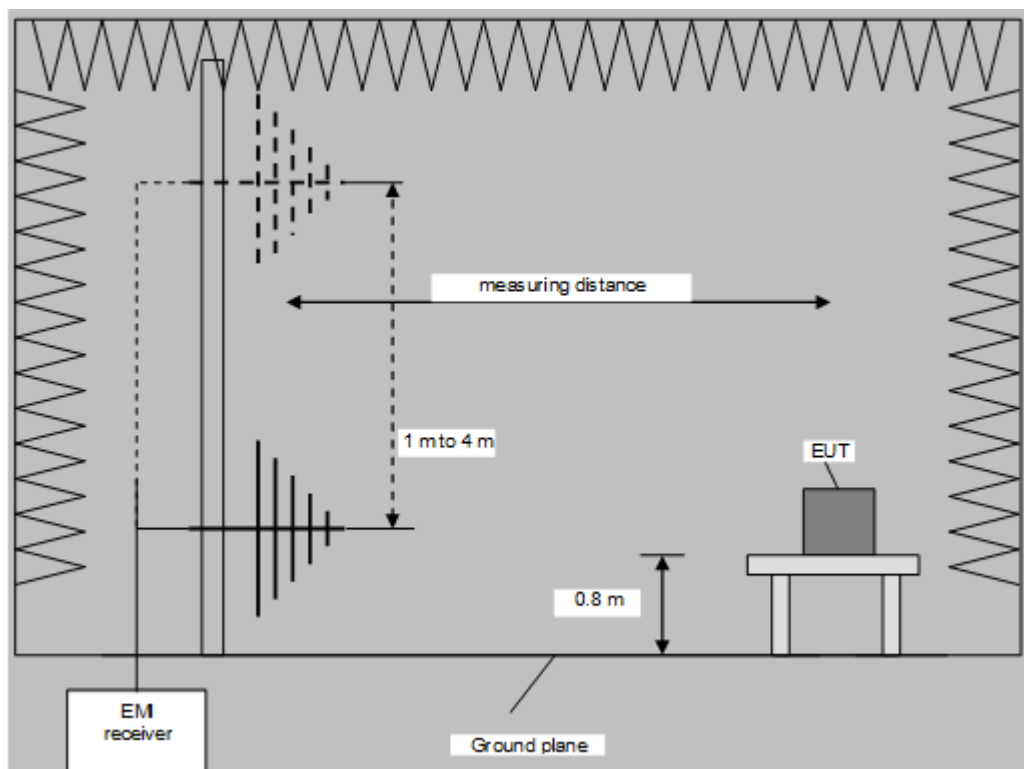 measuring distance
1 m to 4 m
EUT
0.8 m
EMI
receiver
Ground plane